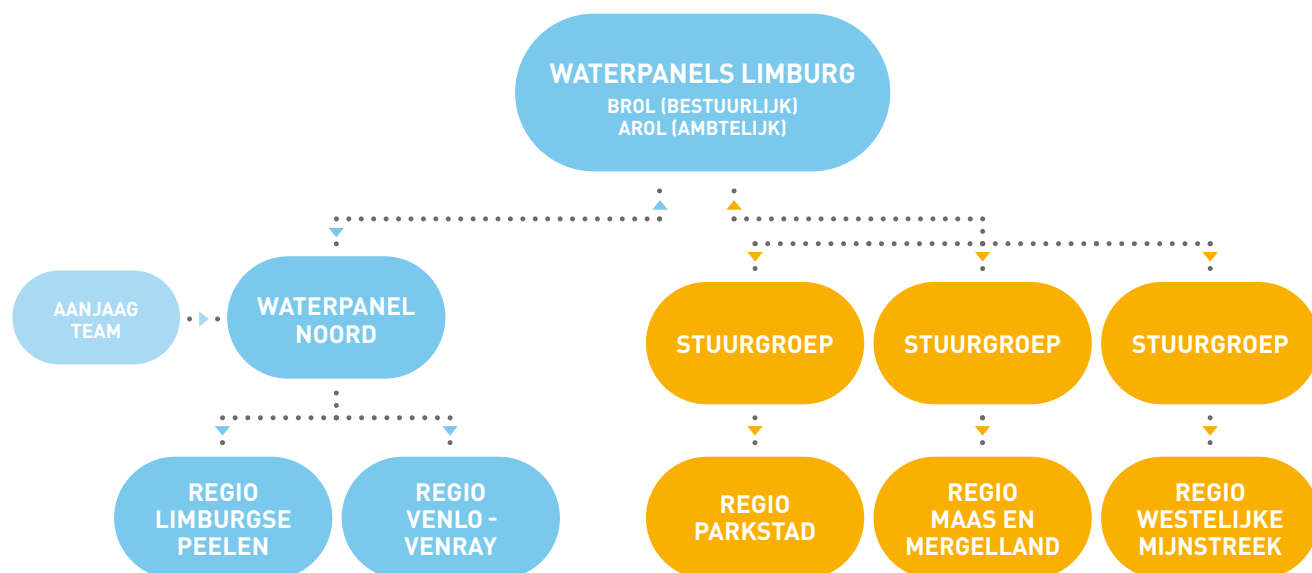 WATERPANELS LIMBURG
BROL (BESTUURLIJK)
AROL (AMBTELIJK)
AANJAAG
TEAM
WATERPANEL
NOORD
STUURGROEP
STUURGROEP
STUURGROEP
REGIO
LIMBURGSE
PEELEN
REGIO
VENLO -
VENRAY
REGIO
PARKSTAD
REGIO
MAAS EN
MERGELLAND
REGIO
WESTELIJKE
MIJNSTREEK